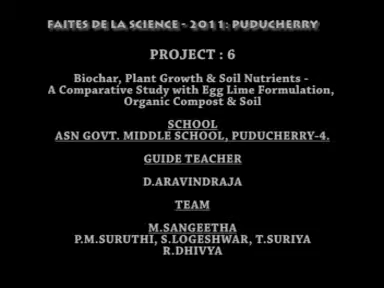 FAITES DE LA SCIENCE - 2011: PUDUCHERRY
PROJECT : 6
Biochar, Plant Growth & Soil Nutrients -
A Comparative Study with Egg Lime Formulation,
Organic Compost & Soil
SCHOOL
ASN GOVT. MIDDLE SCHOOL, PUDUCHERRY-4.
GUIDE TEACHER
D.ARAVINDRAJA
TEAM
M.SANGEETHA
P.M.SURUTHI, S.LOGESHWAR, T.SURIYA
R.DHIVYA